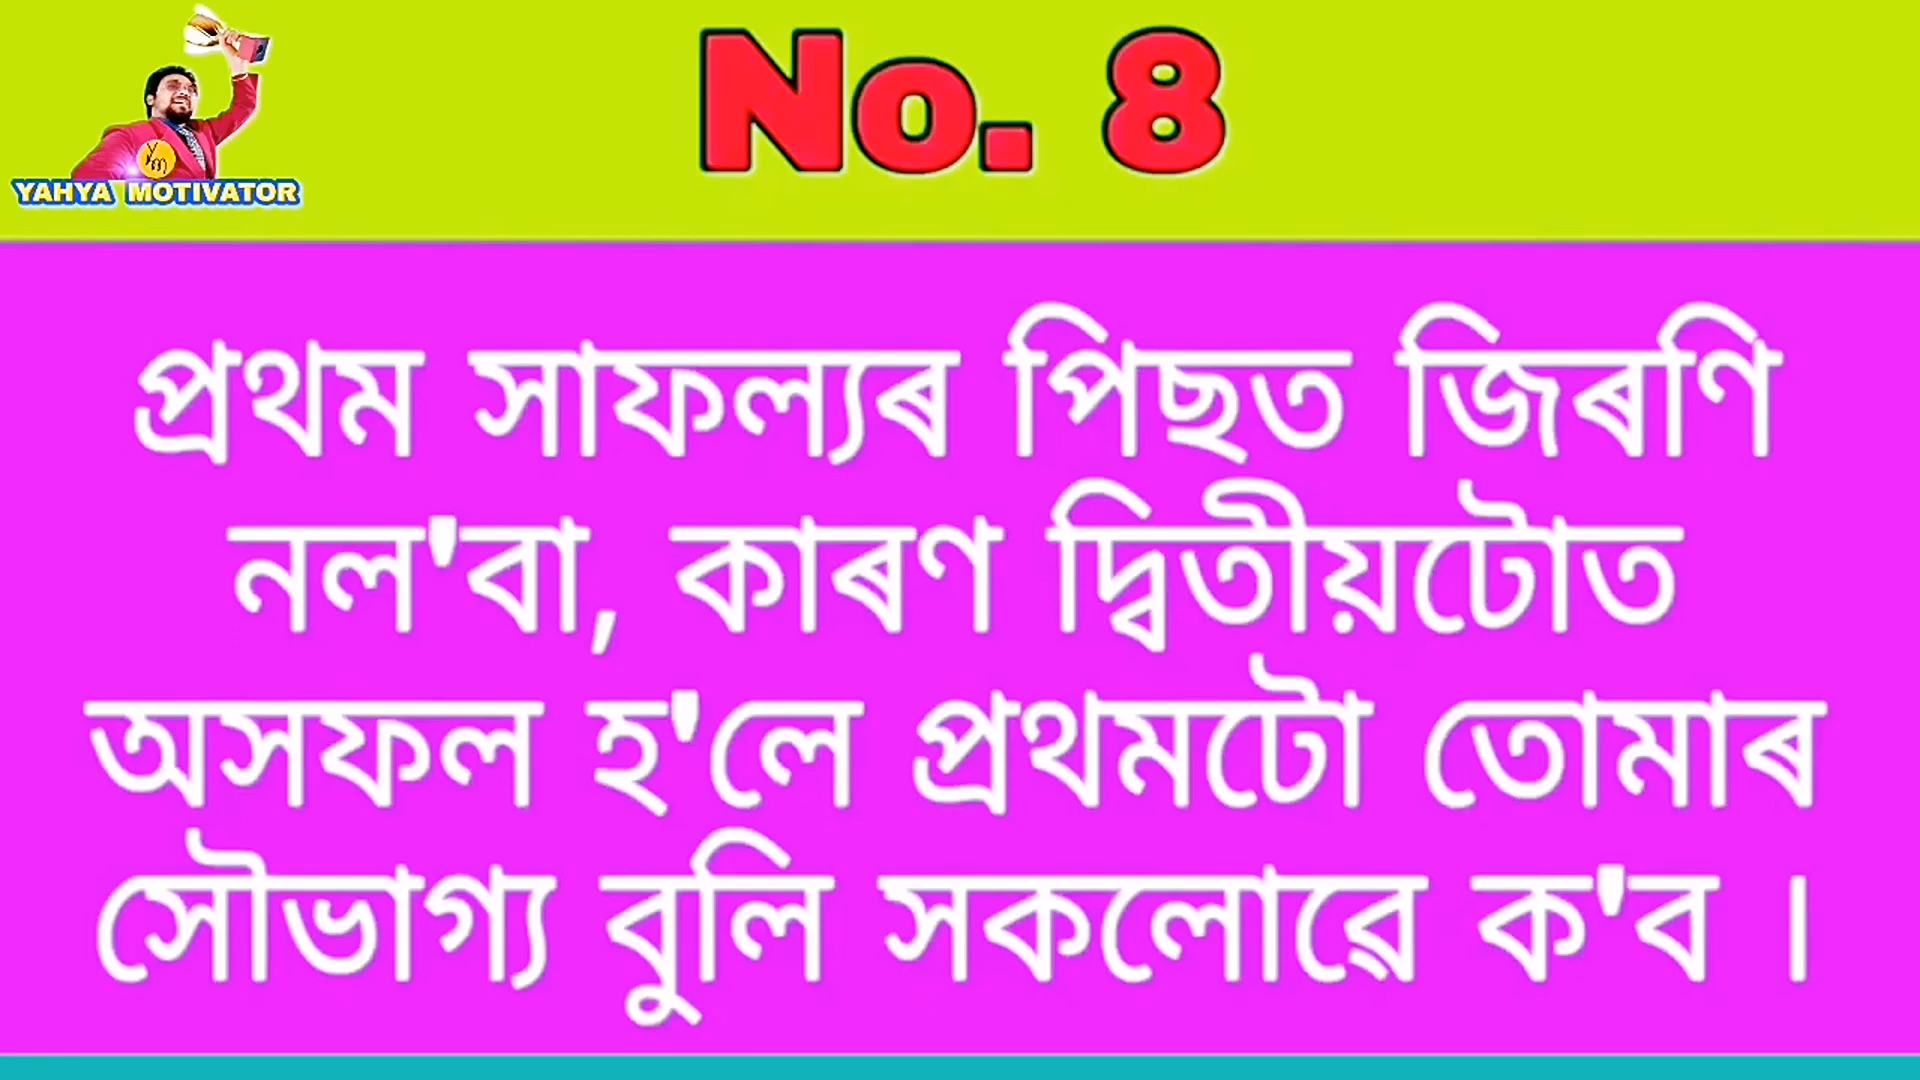 No. 8
YAHYA MOTIVATOR
প্ৰথম সাফল্যৰ পিছত জিৰণি
নল'বা, কাৰণ দ্বিতীয়টোত
অসফল হ'লে প্ৰথমটো তোমাৰ
সৌভাগ্য বুলি সকলোৱে ক'ব ।